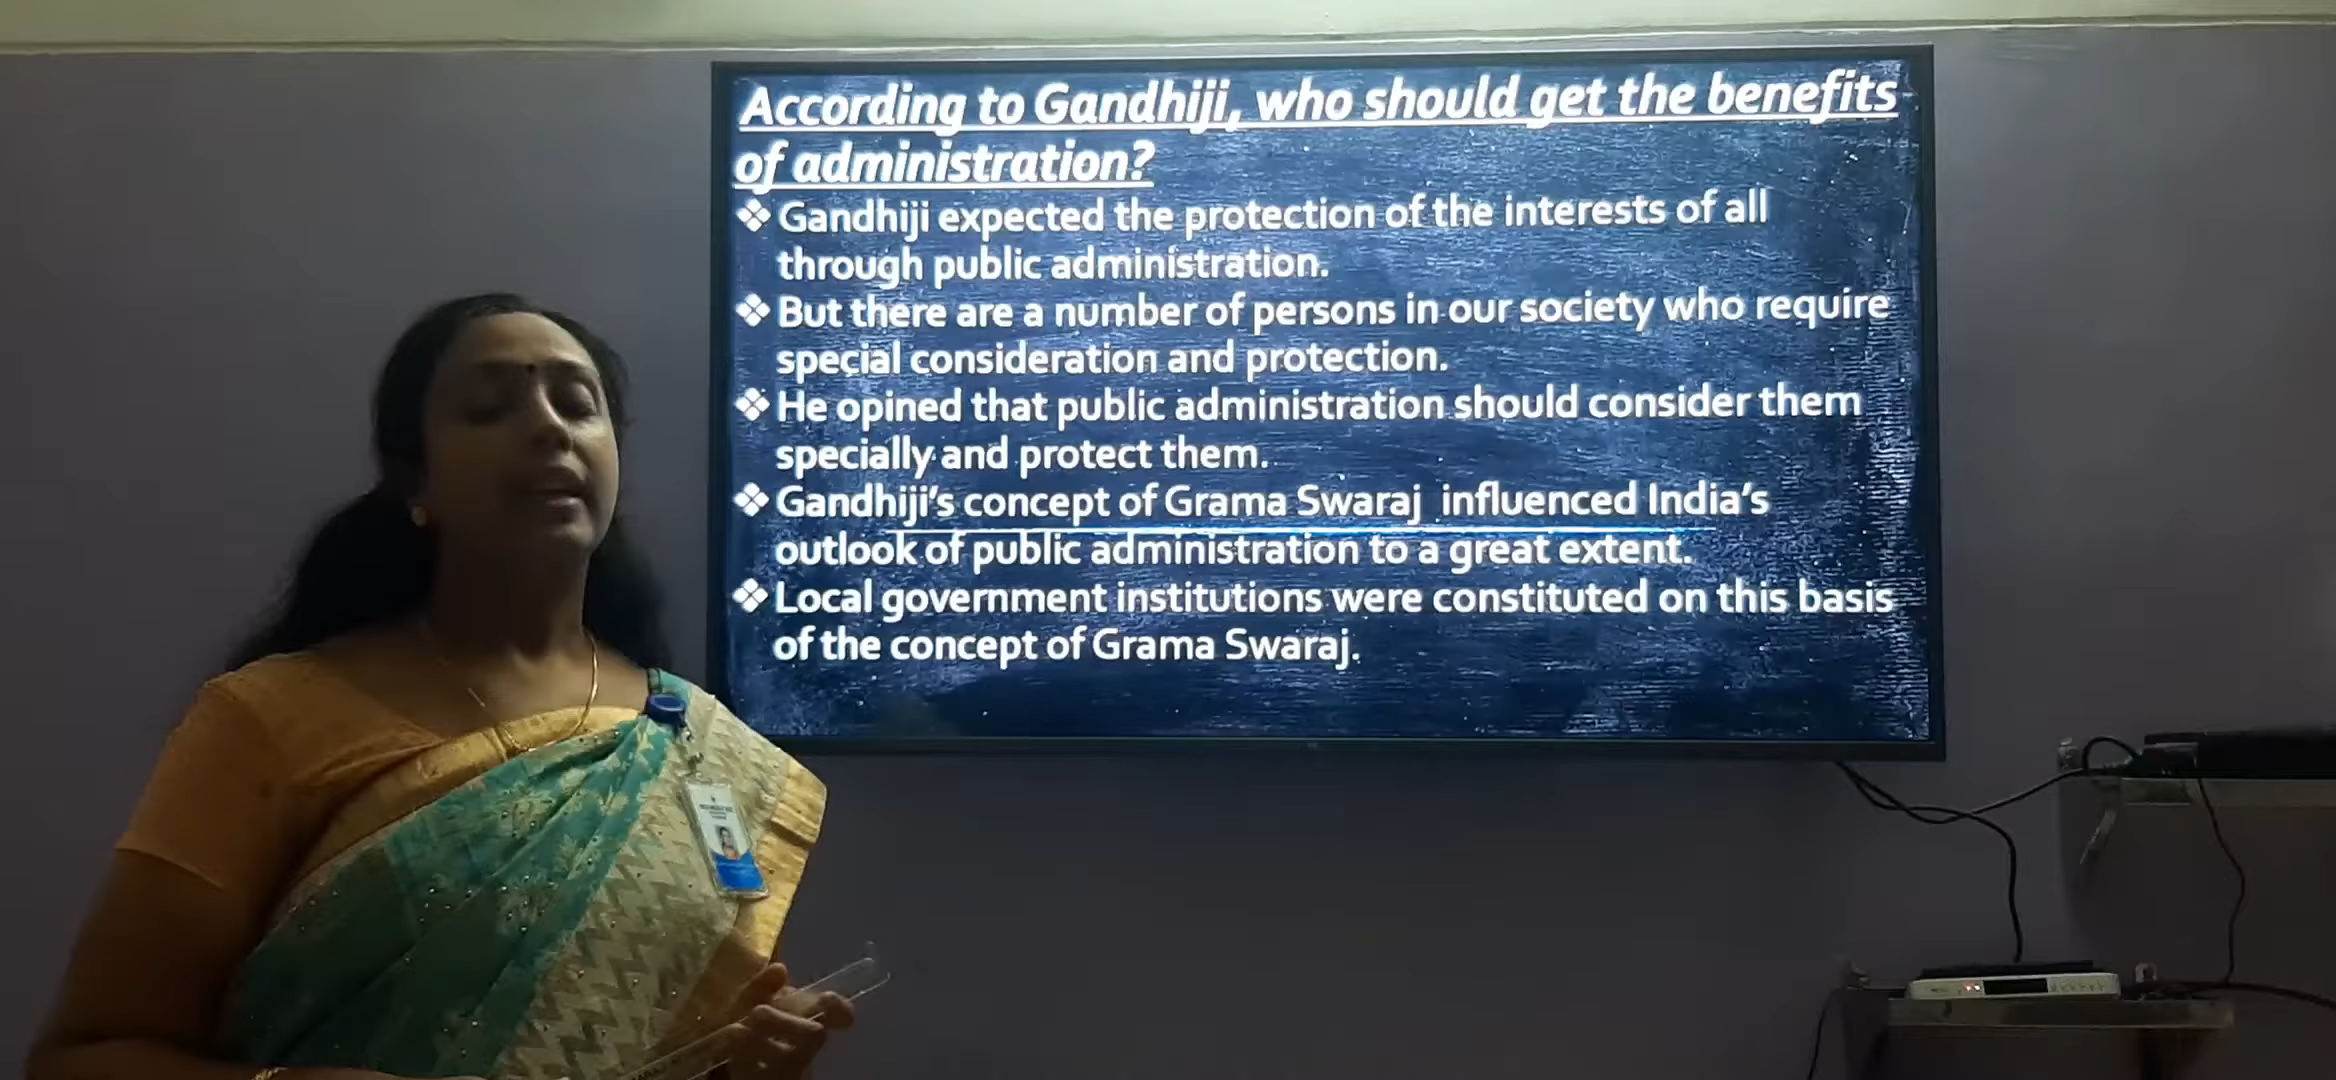 According to Gandhiji, who should get the benefits
of administration?
❖ Gandhiji expected the protection of the interests of all
through public administration.
❖ But there are a number of persons in our society who require
special consideration and protection.
❖ He opined that public administration should consider them
specially and protect them.
❖ Gandhiji's concept of Grama Swaraj influenced India's
outlook of public administration to a great extent.
❖ Local government institutions were constituted on this basis
of the concept of Grama Swaraj.